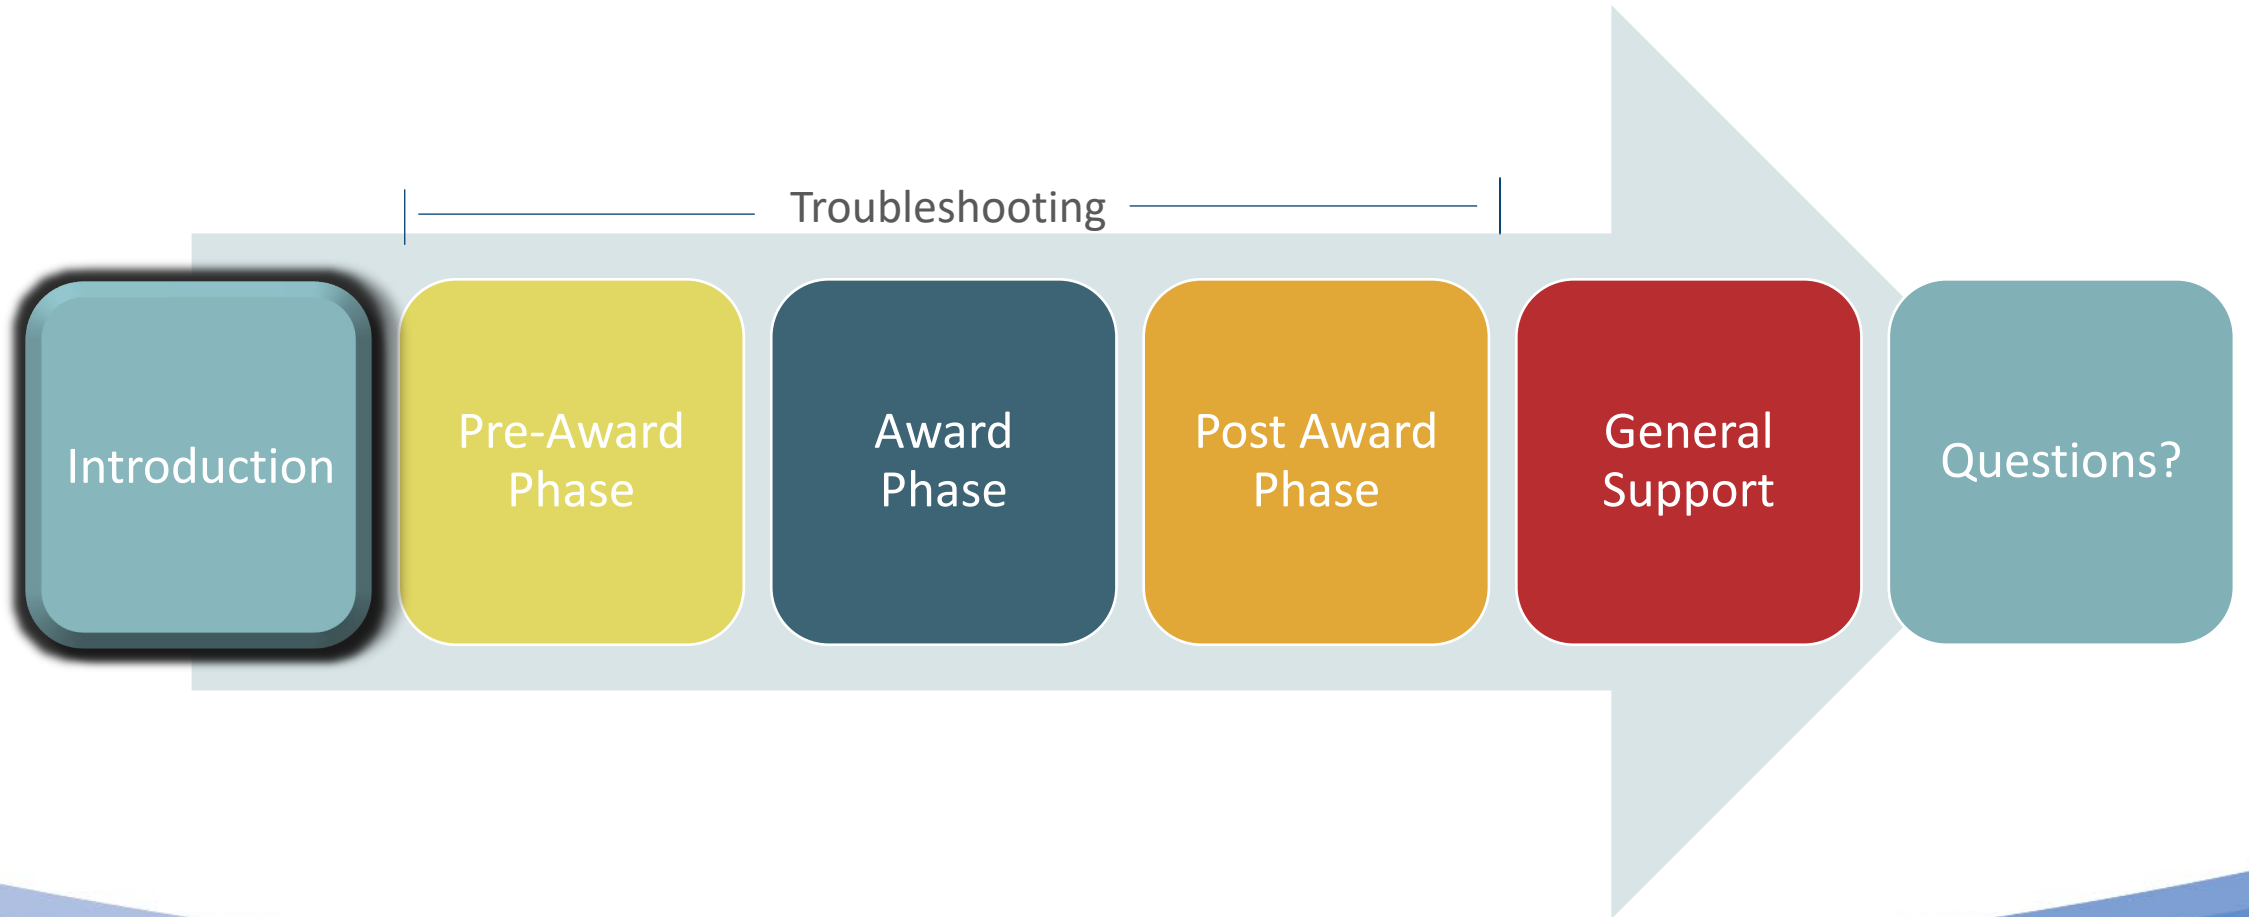 Troubleshooting
Introduction
Pre-Award
Phase
Award
Phase
Post Award
Phase
General
Support
Questions?